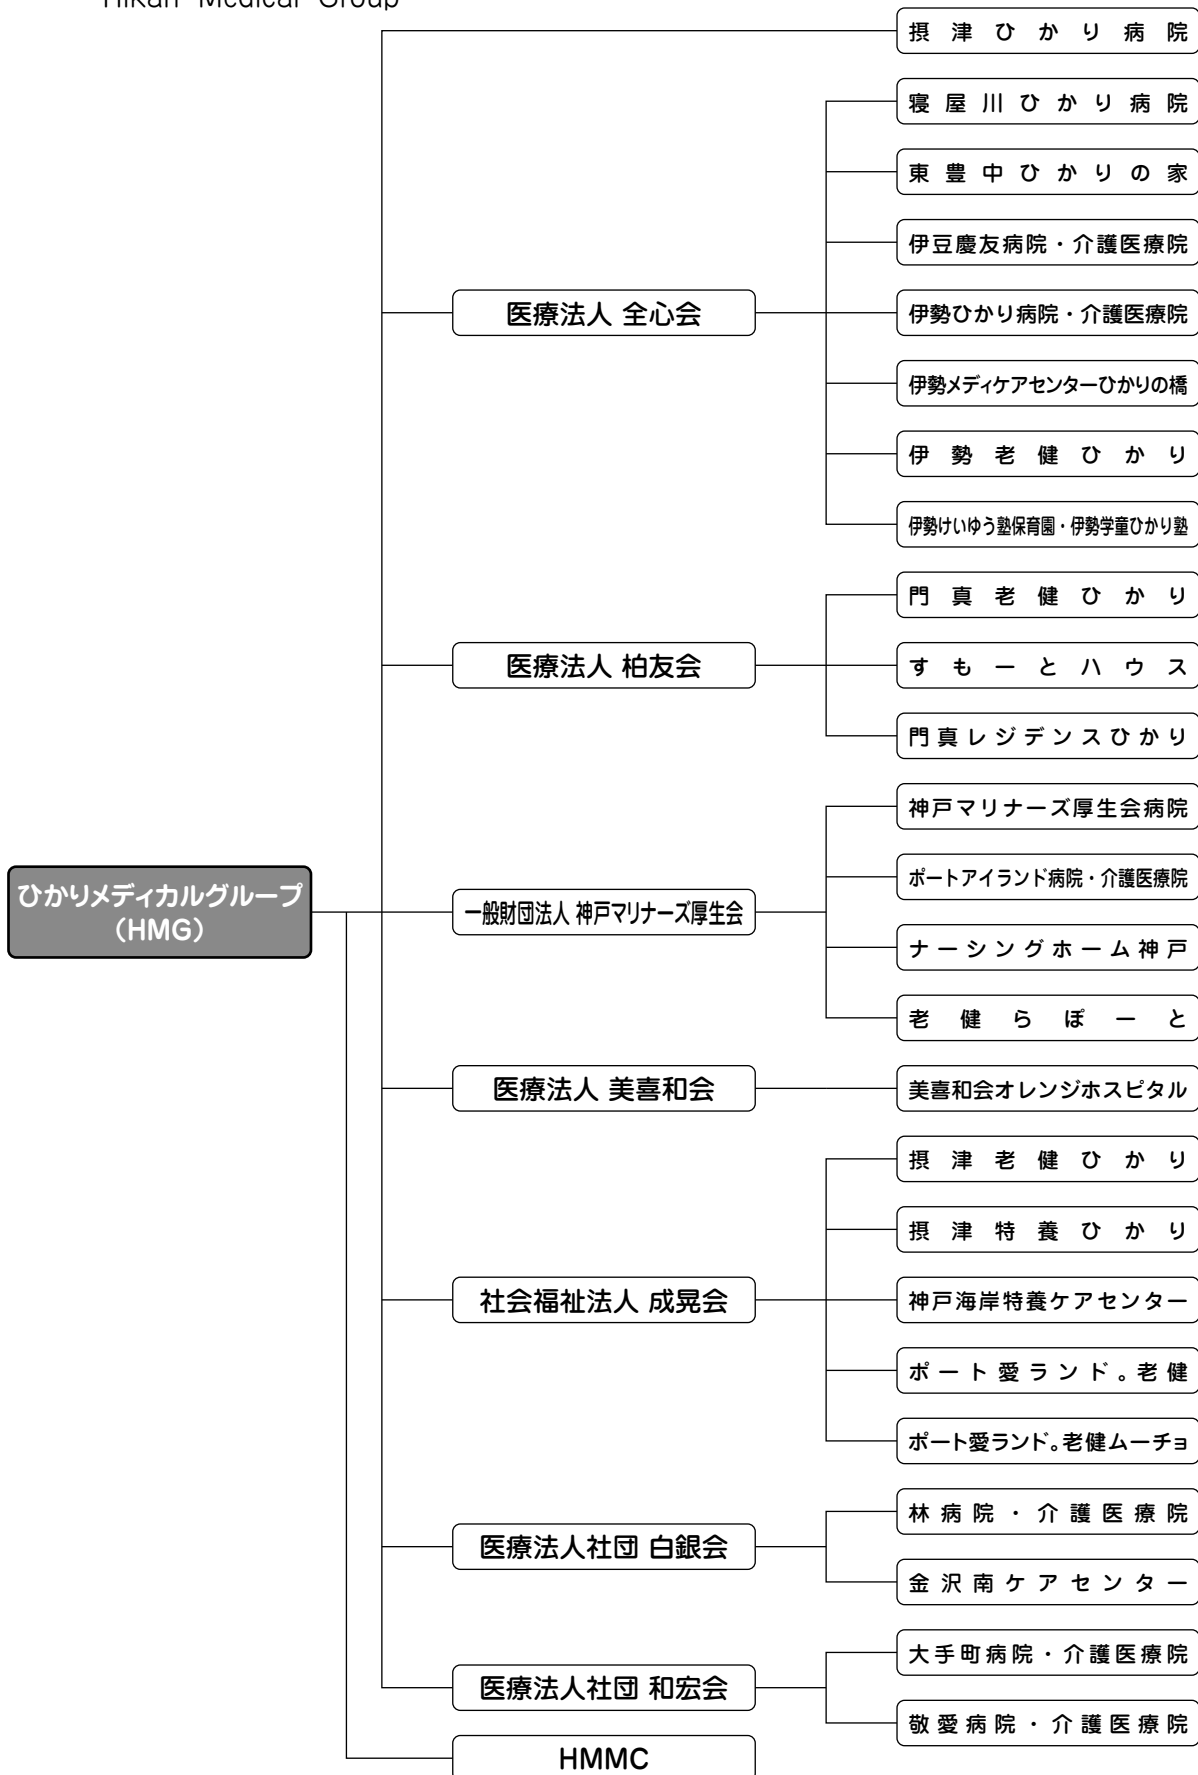 Hikari Medical Group
摂津ひかり病院
寝屋川ひかり病院
東豊中ひかりの家
伊豆慶友病院・介護医療院
医療法人 全心会
伊勢ひかり病院・介護医療院
伊勢メディケアセンターひかりの橋
伊勢老健ひかり
伊勢けいゆう塾保育園・伊勢学童ひかり塾
門真老健ひかり
医療法人 柏友会
すもーとハウス
門真レジデンスひかり
神戸マリナーズ厚生会病院
ポートアイランド病院・介護医療院
ひかりメディカルグループ
(HMG)
一般財団法人 神戸マリナーズ厚生会
ナーシングホーム神戸
老健らぽーと
医療法人 美喜和会
美喜和会オレンジホスピタル
摂津老健ひかり
摂津特養ひかり
社会福祉法人 成晃会
神戸海岸特養ケアセンター
ポート愛ランド。老健
ポート愛ランド。老健ムーチョ
林病院・介護医療院
医療法人社団 白銀会
金沢南ケアセンター
大手町病院・介護医療院
医療法人社団 和宏会
敬愛病院・介護医療院
HMMC